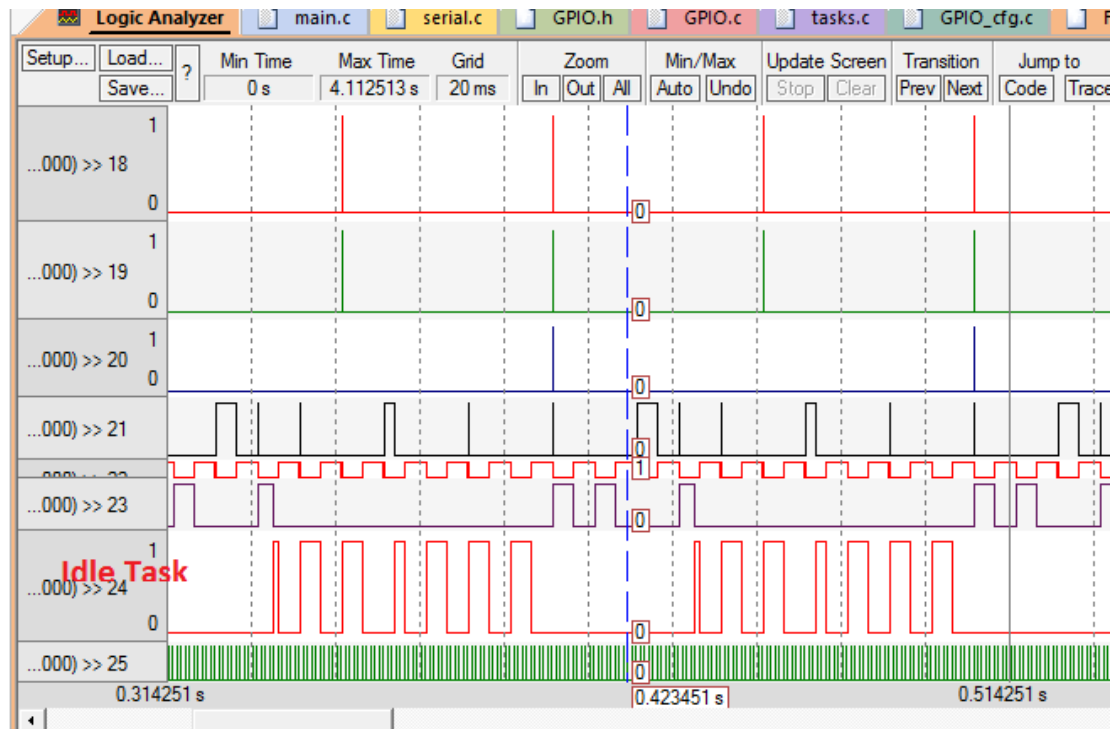 Logic Analyzer main.c serial.c GPIO.h GPIO.c tasks.c GPIO_cfg.c
Setup... Load... ? Min Time Max Time Grid Zoom Min/Max Update Screen Transition Jump to
Save... 0 s 4.112513 s 20 ms In Out All Auto Undo Stop Clear Prev Next Code Trace
1
...000) >> 18
0 0
1
...000) >> 19
0 0
1
...000) >> 20
0 0
...000) >> 21 0
1
...000) >> 23 0
1
Idle Task
...000) >> 24
0 0
...000) >> 25 0
0.314251 s 0.423451 s 0.514251 s